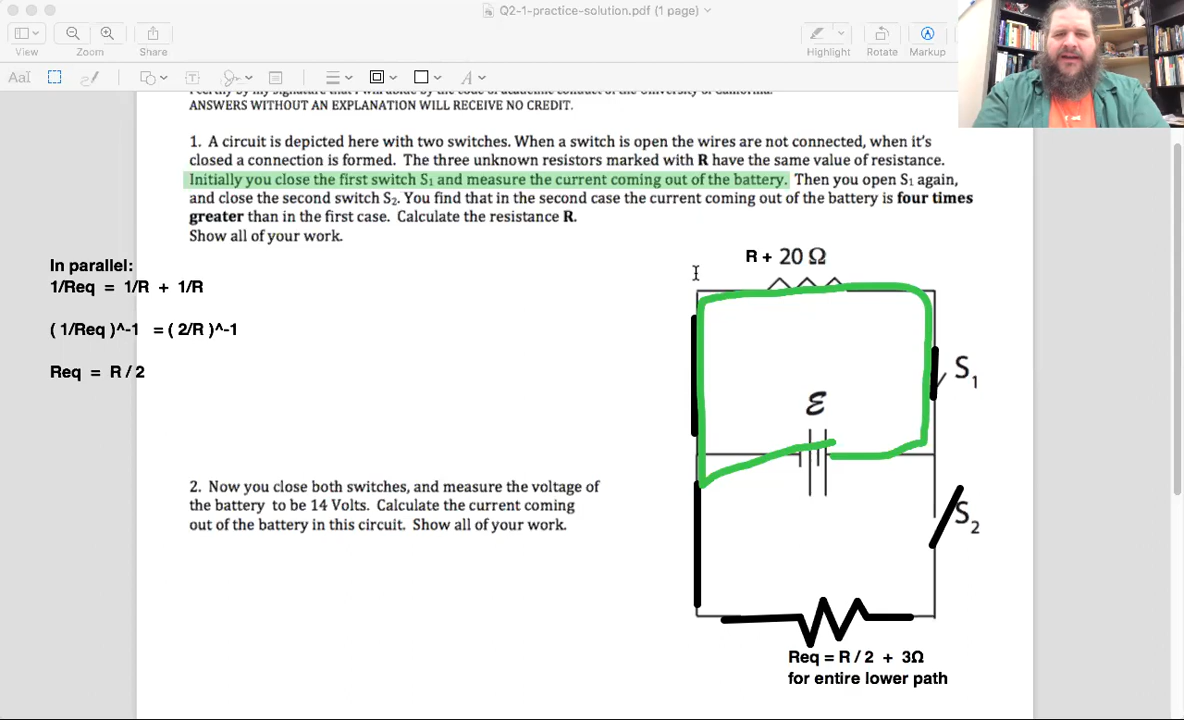 Q2-1-practice-solution.pdf (1 page)
View
Zoom
Share
Highlight
Rotate
Markup
AaI
T
A
ANSWERS WITHOUT AN EXPLANATION WILL RECEIVE NO CREDIT.
1. A circuit is depicted here with two switches. When a switch is open the wires are not connected, when it's
closed a connection is formed. The three unknown resistors marked with R have the same value of resistance.
Initially you close the first switch S₁ and measure the current coming out of the battery. Then you open S₁ again,
and close the second switch S₂. You find that in the second case the current coming out of the battery is four times
greater than in the first case. Calculate the resistance R.
Show all of your work.
In parallel:
1/Req = 1/R + 1/R
( 1/Req )^-1 = ( 2/R )^-1
Req = R / 2
R + 20 Ω
S₁
ℰ
S₂
2. Now you close both switches, and measure the voltage of
the battery to be 14 Volts. Calculate the current coming
out of the battery in this circuit. Show all of your work.
Req = R / 2 + 3Ω
for entire lower path